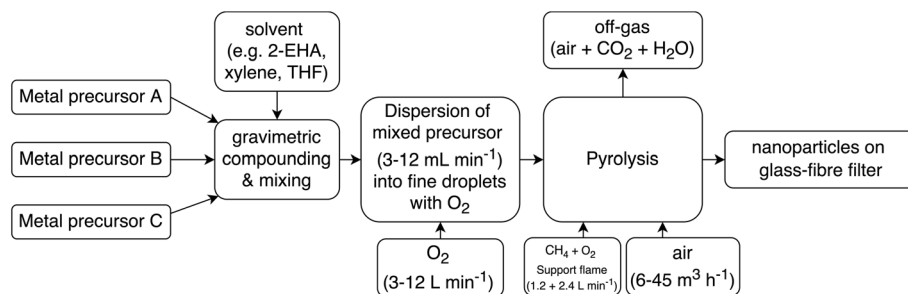 solvent
(e.g. 2-EHA,
xylene, THF)
off-gas
(air + CO₂ + H₂O)
Metal precursor A
Metal precursor B
Metal precursor C
gravimetric
compounding
& mixing
Dispersion of
mixed precursor
(3-12 mL min⁻¹)
into fine droplets
with O₂
Pyrolysis
nanoparticles on
glass-fibre filter
O₂
(3-12 L min⁻¹)
CH₄ + O₂
Support flame
(1.2 + 2.4 L min⁻¹)
air
(6-45 m³ h⁻¹)